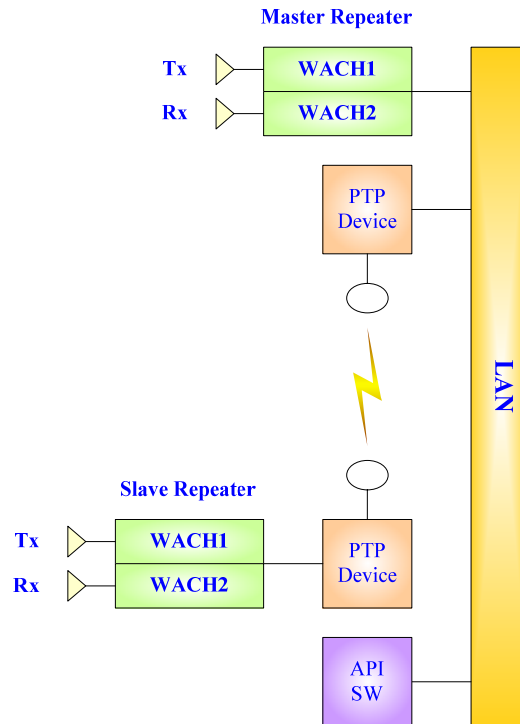 Master Repeater
Tx
WACH1
Rx
WACH2
PTP
Device
LAN
Slave Repeater
Tx
WACH1
Rx
WACH2
PTP
Device
API
SW